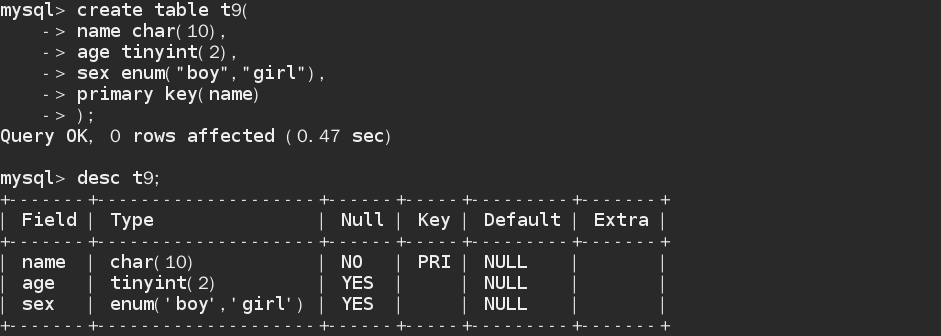 mysql> create table t9(
    -> name char(10),
    -> age tinyint(2),
    -> sex enum("boy","girl"),
    -> primary key(name)
    -> );
Query OK, 0 rows affected (0.47 sec)

mysql> desc t9;
+-------+--------------------+------+-----+---------+-------+
| Field | Type               | Null | Key | Default | Extra |
+-------+--------------------+------+-----+---------+-------+
| name  | char(10)           | NO   | PRI | NULL    |       |
| age   | tinyint(2)         | YES  |     | NULL    |       |
| sex   | enum('boy','girl') | YES  |     | NULL    |       |
+-------+--------------------+------+-----+---------+-------+